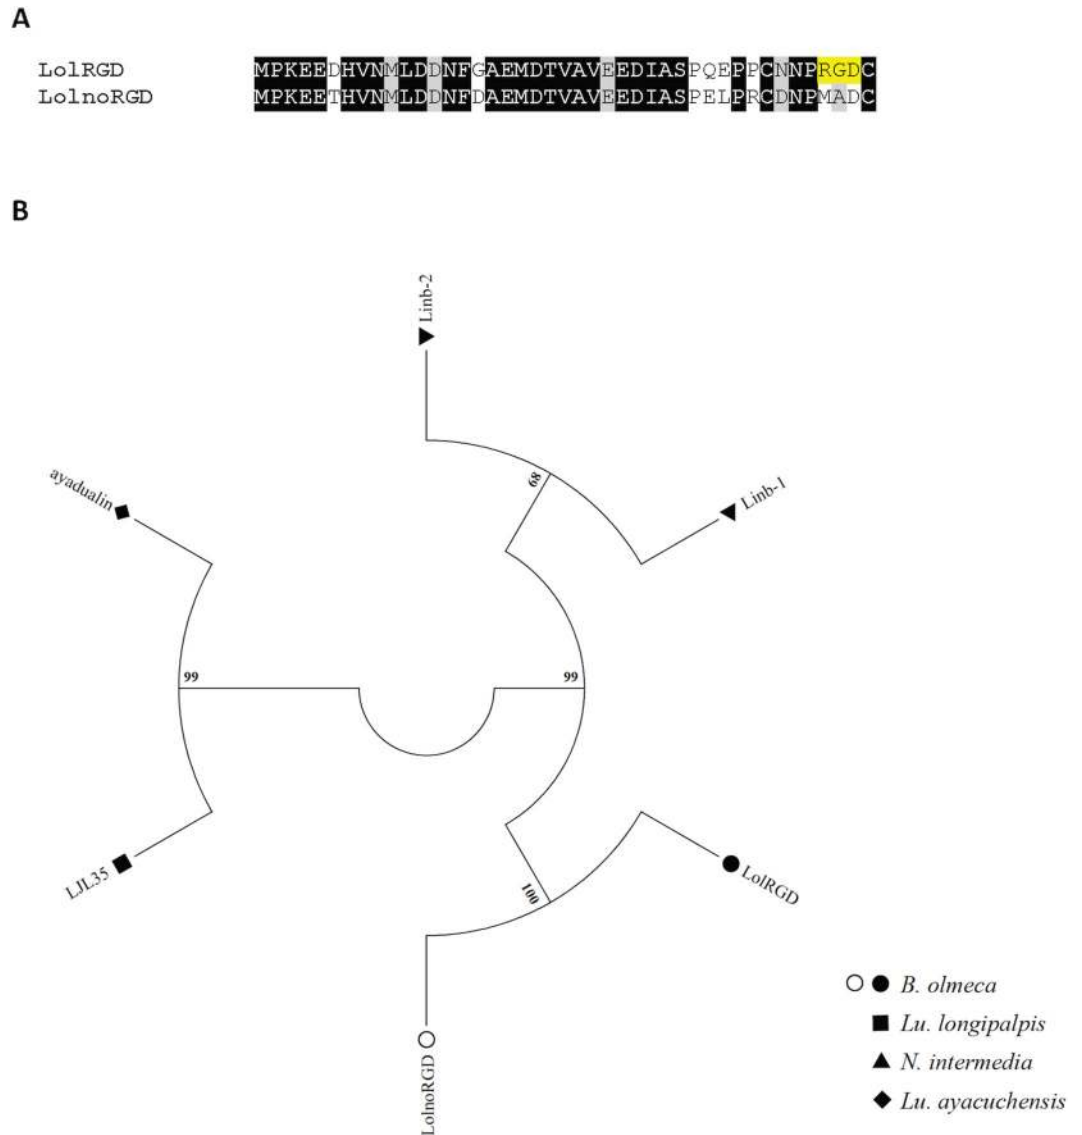 A
LolRGD MPKEEDHVNMLDDNFGAEMDTVAVEEDIASPQEPPCNNPRGDC
LolnoRGD MPKEETHVNMLDDNFDAEMDTVAVEEDIASPELPRCDNPMADC
B
Linb-2
ayadualin
68
Linb-1
99
99
LJL35
100
LolRGD
LolnoRGD
B. olmeca
Lu. longipalpis
N. intermedia
Lu. ayacuchensis